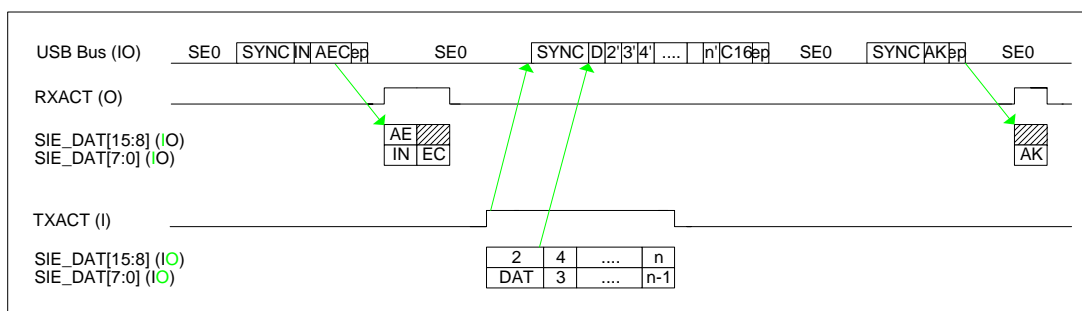 USB Bus (IO) SE0 SYNC IN AEC ep SE0 SYNC D 2' 3' 4' .... n' C16 ep SE0 SYNC AK ep SE0
RXACT (O)
SIE_DAT[15:8] (IO) AE
SIE_DAT[7:0] (IO) IN EC AK
TXACT (I)
SIE_DAT[15:8] (IO) 2 4 .... n
SIE_DAT[7:0] (IO) DAT 3 .... n-1